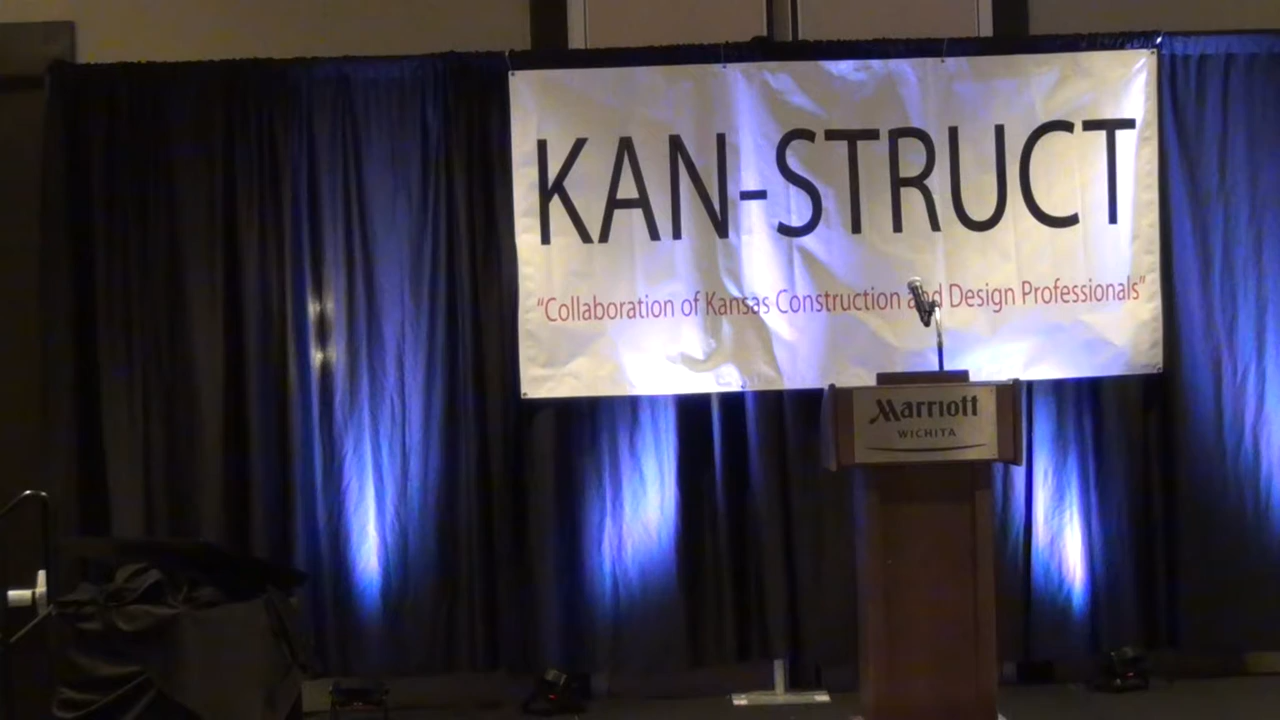 KAN-STRUCT
“Collaboration of Kansas Construction and Design Professionals”
Marriott
WICHITA